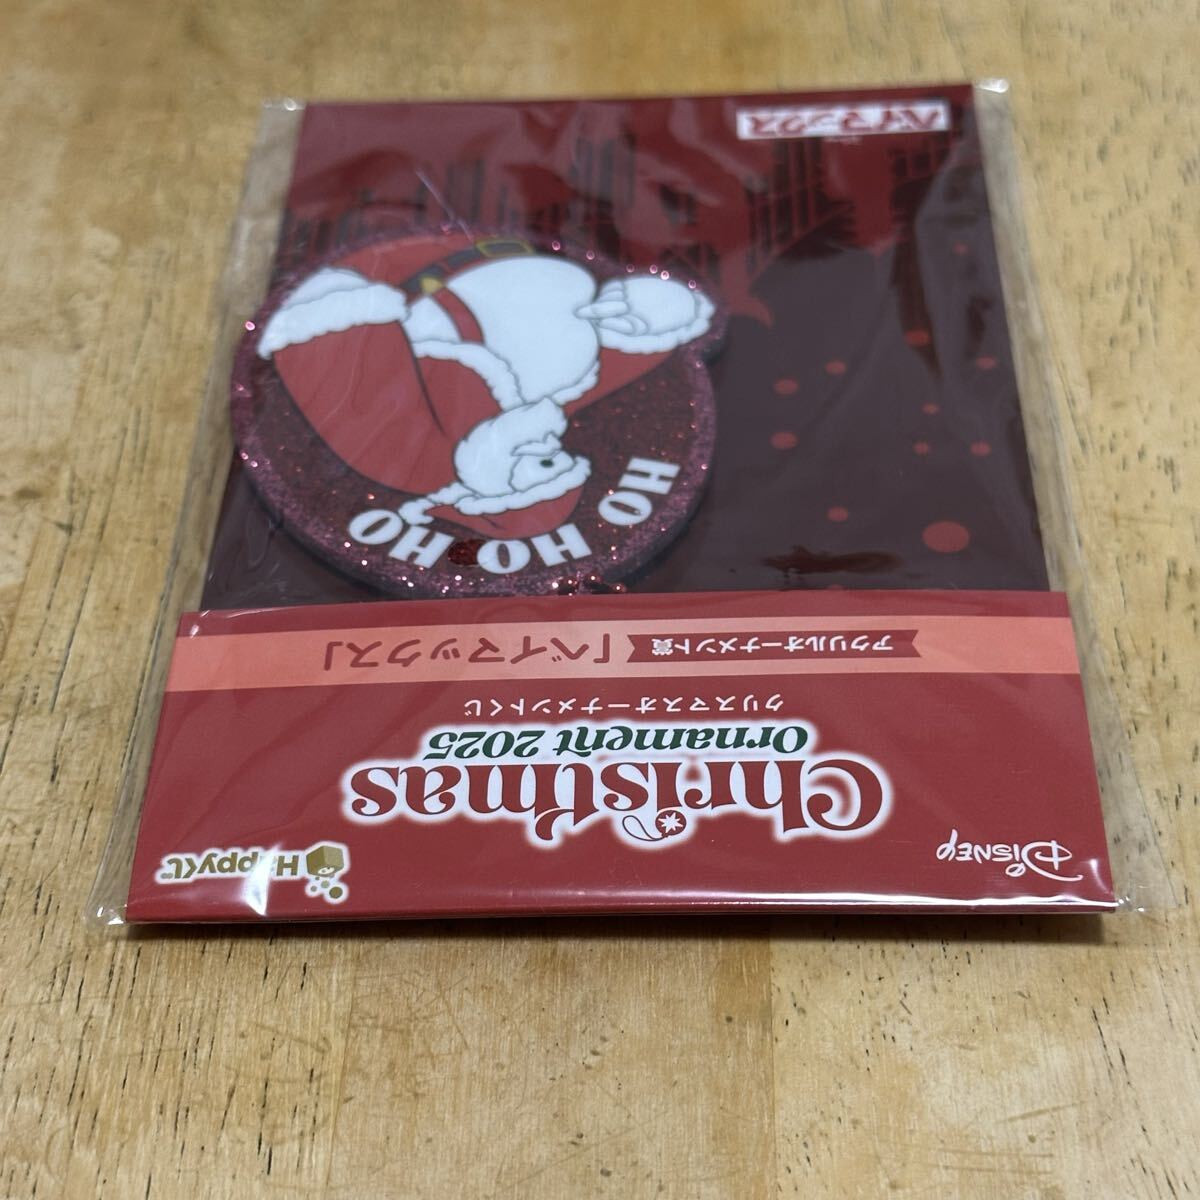 Disney
Happyくじ
Christmas
Ornament 2025
クリスマスオーナメントくじ
アクリルオーナメント賞
「ベイマックス」
HO HO HO HO
ベイマックス